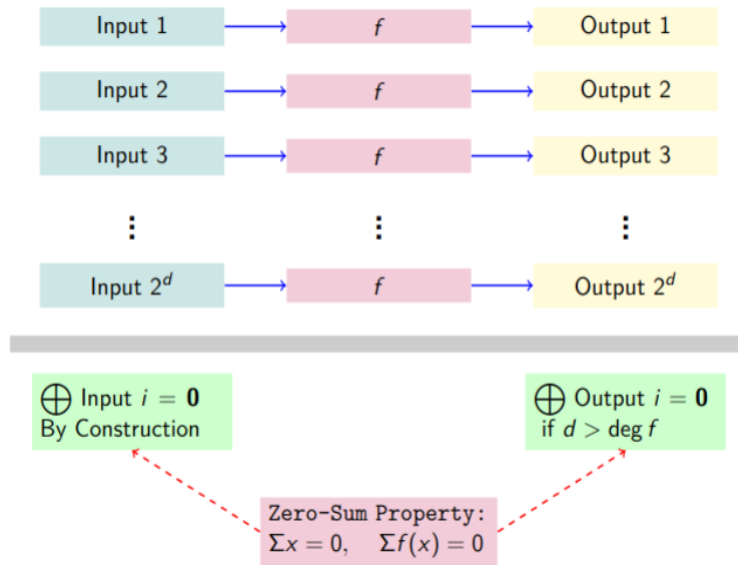 Input 1 f Output 1
Input 2 f Output 2
Input 3 f Output 3
⋮ ⋮ ⋮
Input 2^d f Output 2^d
⊕ Input i = 0 ⊕ Output i = 0
By Construction if d > deg f
Zero-Sum Property:
Σx = 0, Σf(x) = 0